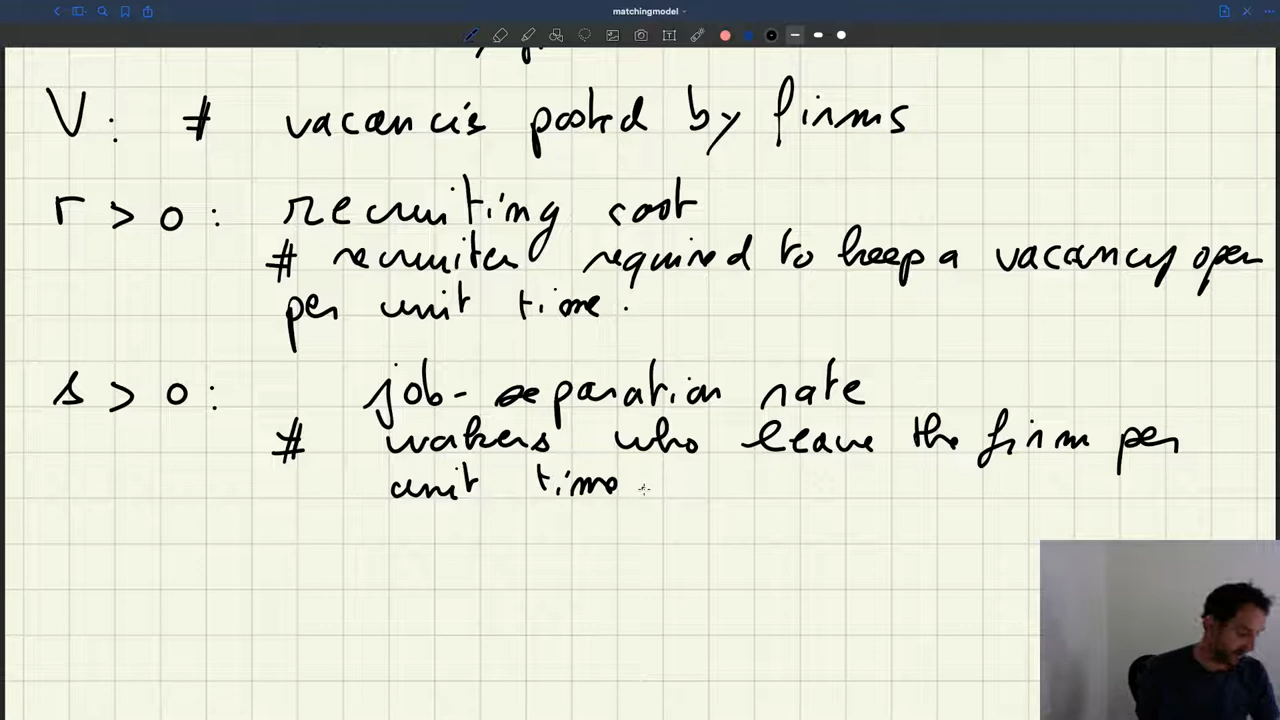 matchingmodel
V: # vacancies posted by firms
r > 0 : recruiting cost
# recruiter required to keep a vacancy open
per unit time.
s > 0 : job-separation rate
# workers who leave the firm per
unit time